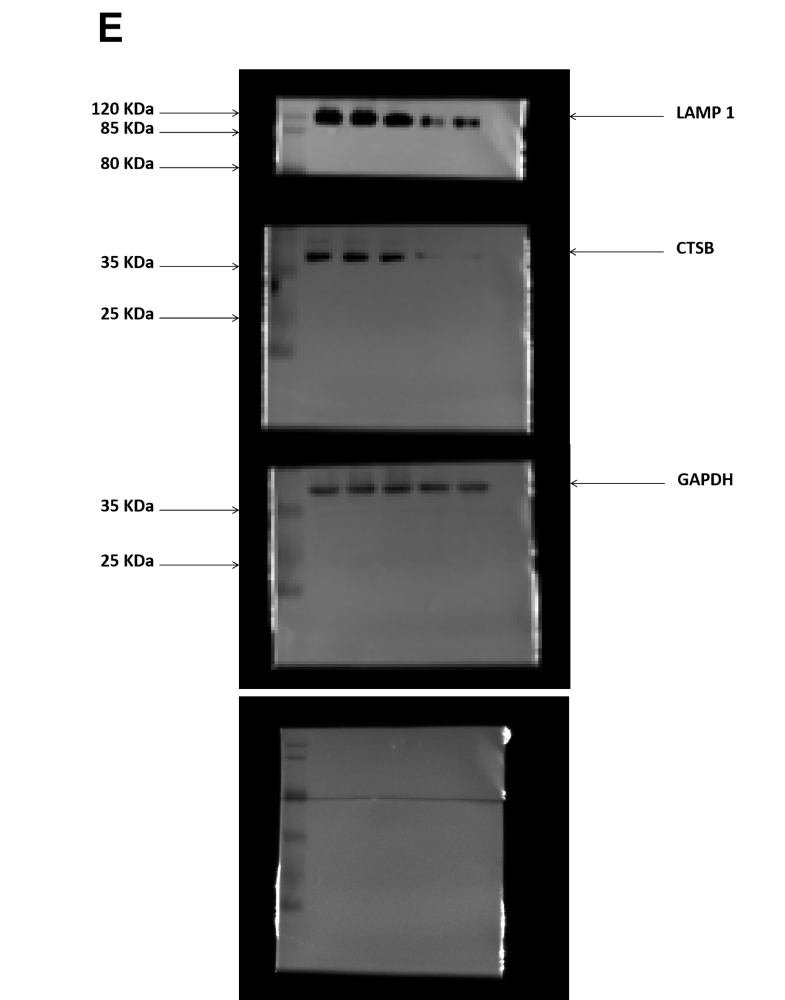 E
120 KDa
LAMP 1
85 KDa
80 KDa
CTSB
35 KDa
25 KDa
GAPDH
35 KDa
25 KDa